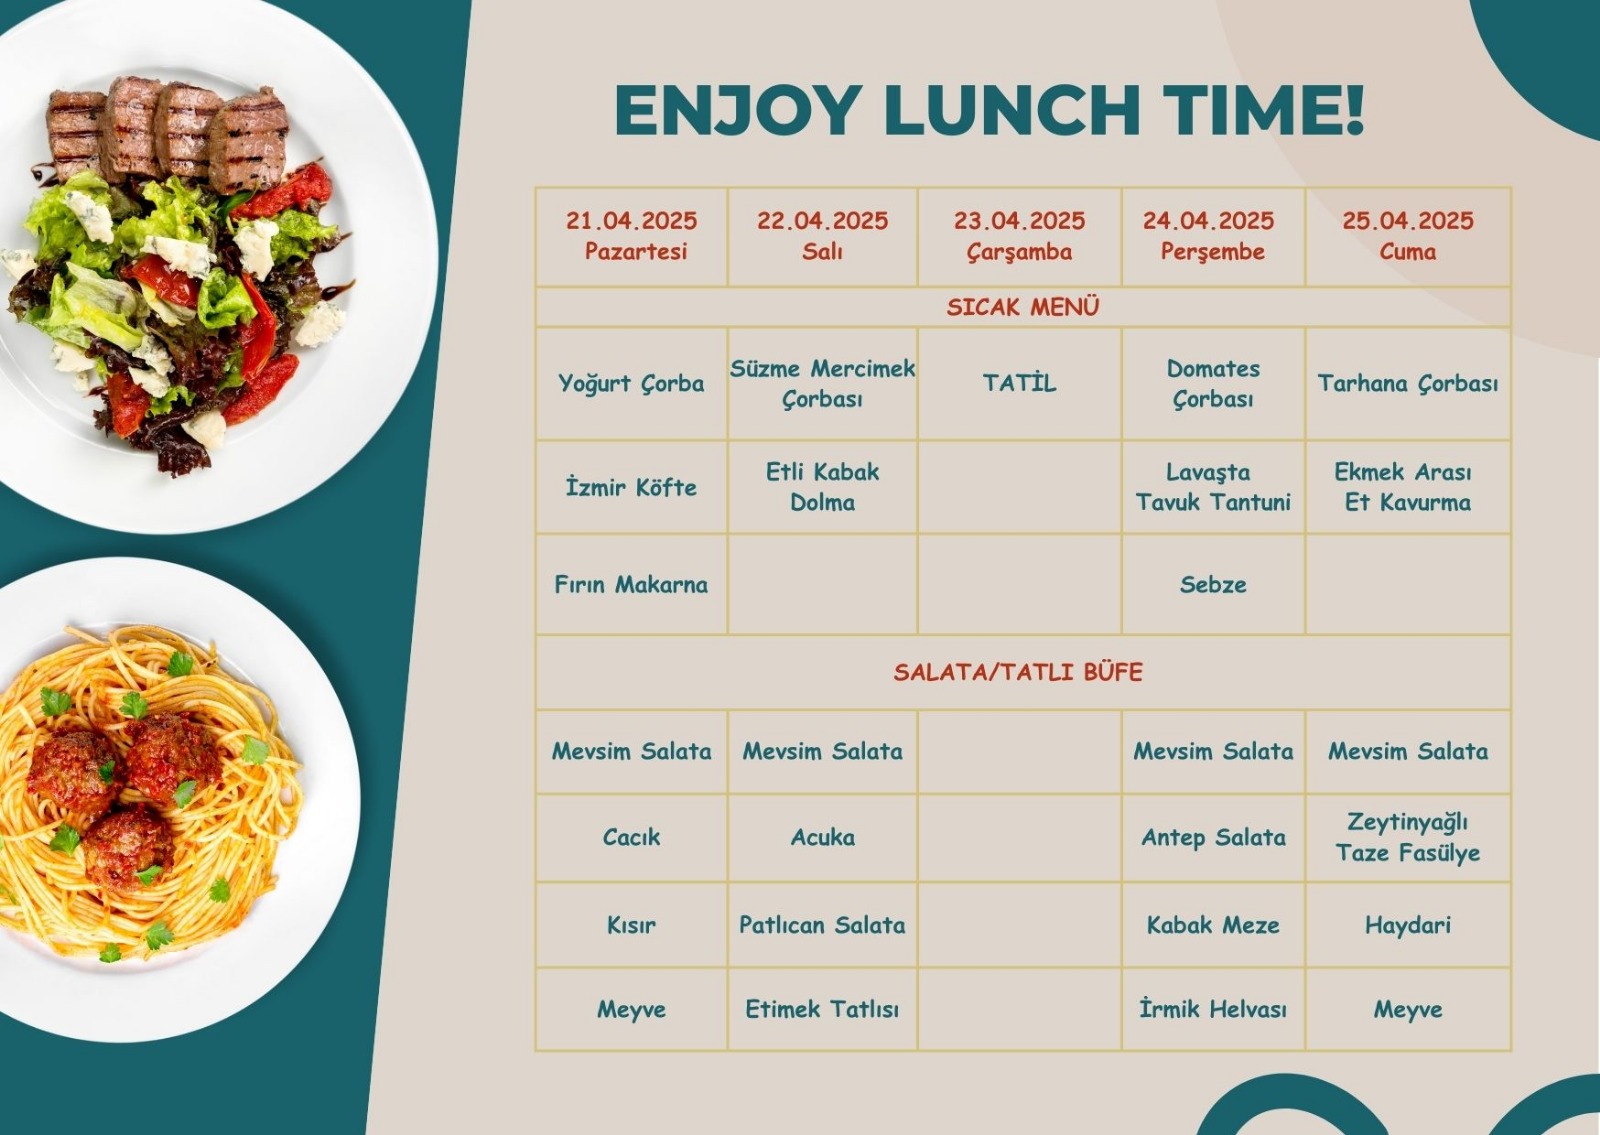 ENJOY LUNCH TIME!
21.04.2025 22.04.2025 23.04.2025 24.04.2025 25.04.2025
Pazartesi Salı Çarşamba Perşembe Cuma
SICAK MENÜ
Yoğurt Çorba
Süzme Mercimek
Çorbası
TATİL
Domates
Çorbası
Tarhana Çorbası
İzmir Köfte
Etli Kabak
Dolma
Lavaşta
Tavuk Tantuni
Ekmek Arası
Et Kavurma
Fırın Makarna
Sebze
SALATA/TATLI BÜFE
Mevsim Salata
Mevsim Salata
Mevsim Salata
Mevsim Salata
Cacık
Acuka
Antep Salata
Zeytinyağlı
Taze Fasülye
Kısır
Patlıcan Salata
Kabak Meze
Haydari
Meyve
Etimek Tatlısı
İrmik Helvası
Meyve